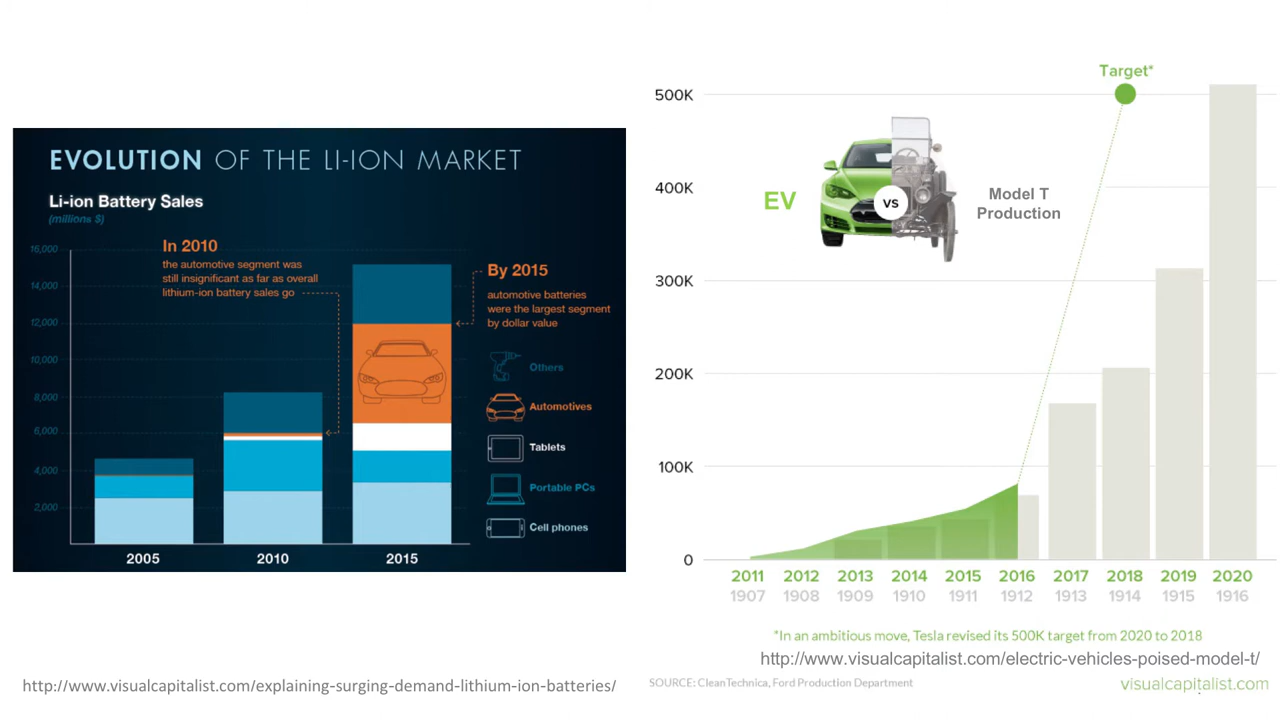 EVOLUTION OF THE LI-ION MARKET
Li-ion Battery Sales
(millions $)
16,000
14,000
12,000
10,000
8,000
6,000
4,000
2,000
In 2010
the automotive segment was
still insignificant as far as overall
lithium-ion battery sales go
By 2015
automotive batteries
were the largest segment
by dollar value
Others
Automotives
Tablets
Portable PCs
Cell phones
2005 2010 2015
http://www.visualcapitalist.com/explaining-surging-demand-lithium-ion-batteries/
Target*
500K
400K
300K
200K
100K
0
EV
VS
Model T
Production
2011 2012 2013 2014 2015 2016 2017 2018 2019 2020
1907 1908 1909 1910 1911 1912 1913 1914 1915 1916
*In an ambitious move, Tesla revised its 500K target from 2020 to 2018
http://www.visualcapitalist.com/electric-vehicles-poised-model-t/
SOURCE: CleanTechnica, Ford Production Department
visualcapitalist.com